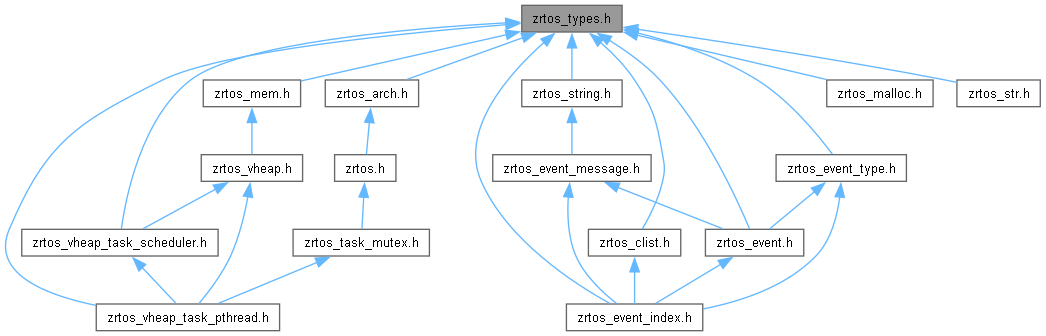 zrtos_types.h
zrtos_mem.h
zrtos_arch.h
zrtos_string.h
zrtos_malloc.h
zrtos_str.h
zrtos_vheap.h
zrtos.h
zrtos_event_message.h
zrtos_event_type.h
zrtos_vheap_task_scheduler.h
zrtos_task_mutex.h
zrtos_clist.h
zrtos_event.h
zrtos_vheap_task_pthread.h
zrtos_event_index.h